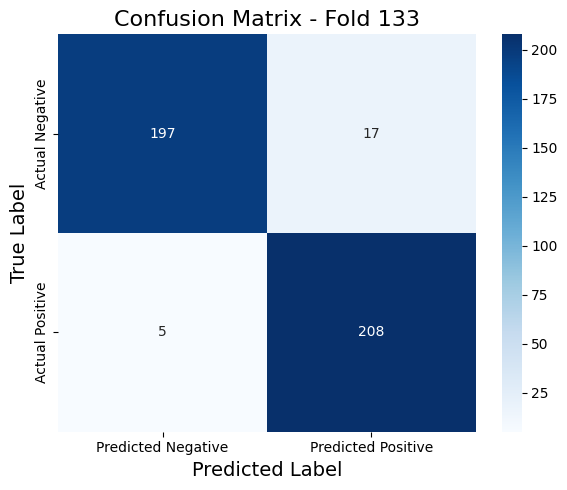 Confusion Matrix - Fold 133
True Label
Actual Negative
Actual Positive
197
17
5
208
Predicted Negative
Predicted Positive
Predicted Label
200
175
150
125
100
75
50
25